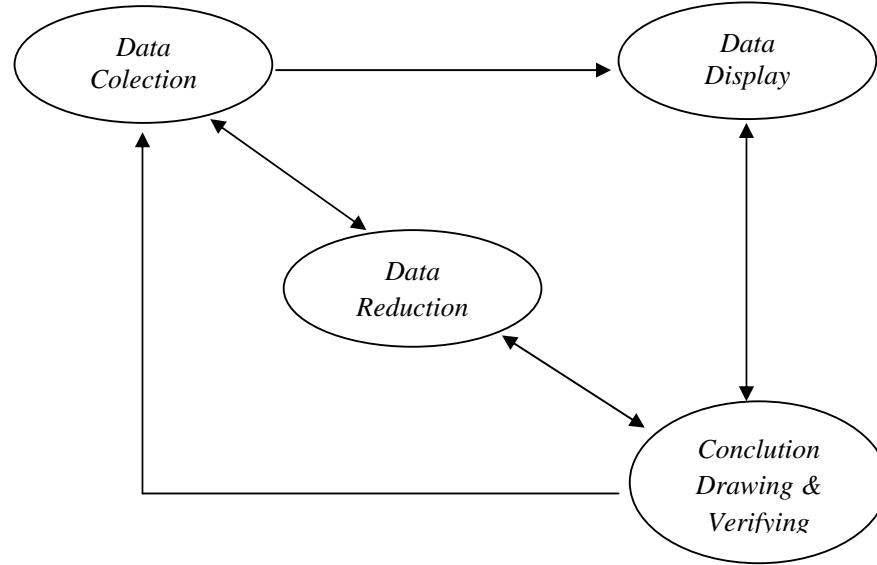 Data
Colection
Data
Display
Data
Reduction
Conclution
Drawing &
Verifying